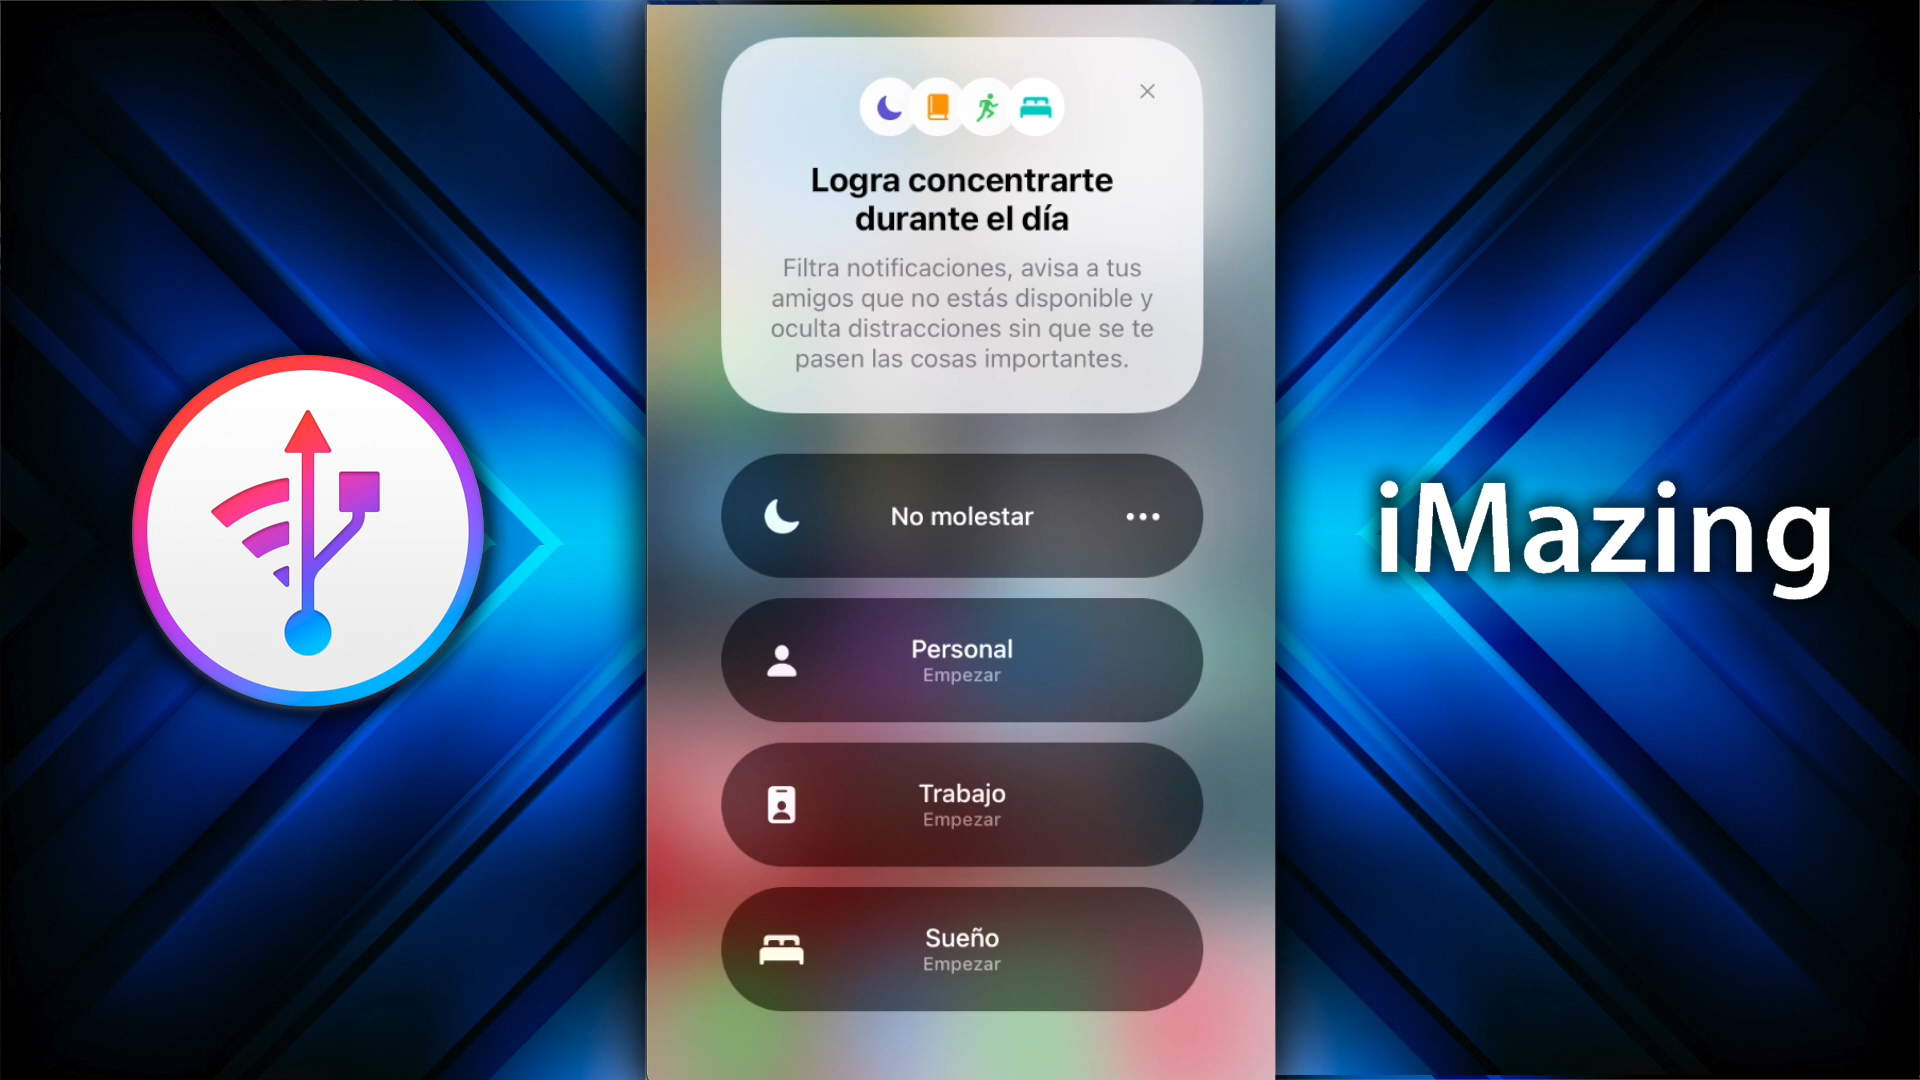 Logra concentrarte
durante el día
Filtra notificaciones, avisa a tus
amigos que no estás disponible y
oculta distracciones sin que se te
pasen las cosas importantes.
No molestar
Personal
Empezar
Trabajo
Empezar
Sueño
Empezar
iMazing